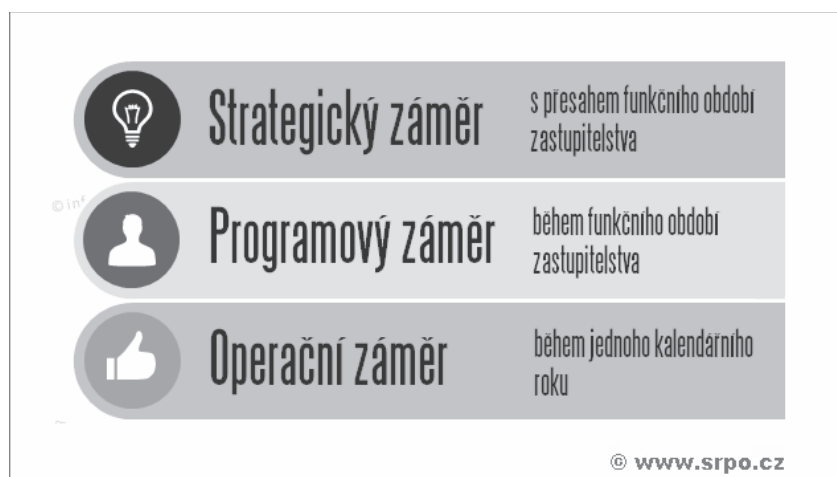 Strategický záměr
s přesahem funkčního období
zastupitelstva
© inf
Programový záměr
během funkčního období
zastupitelstva
Operační záměr
během jednoho kalendářního
roku
© www.srpo.cz